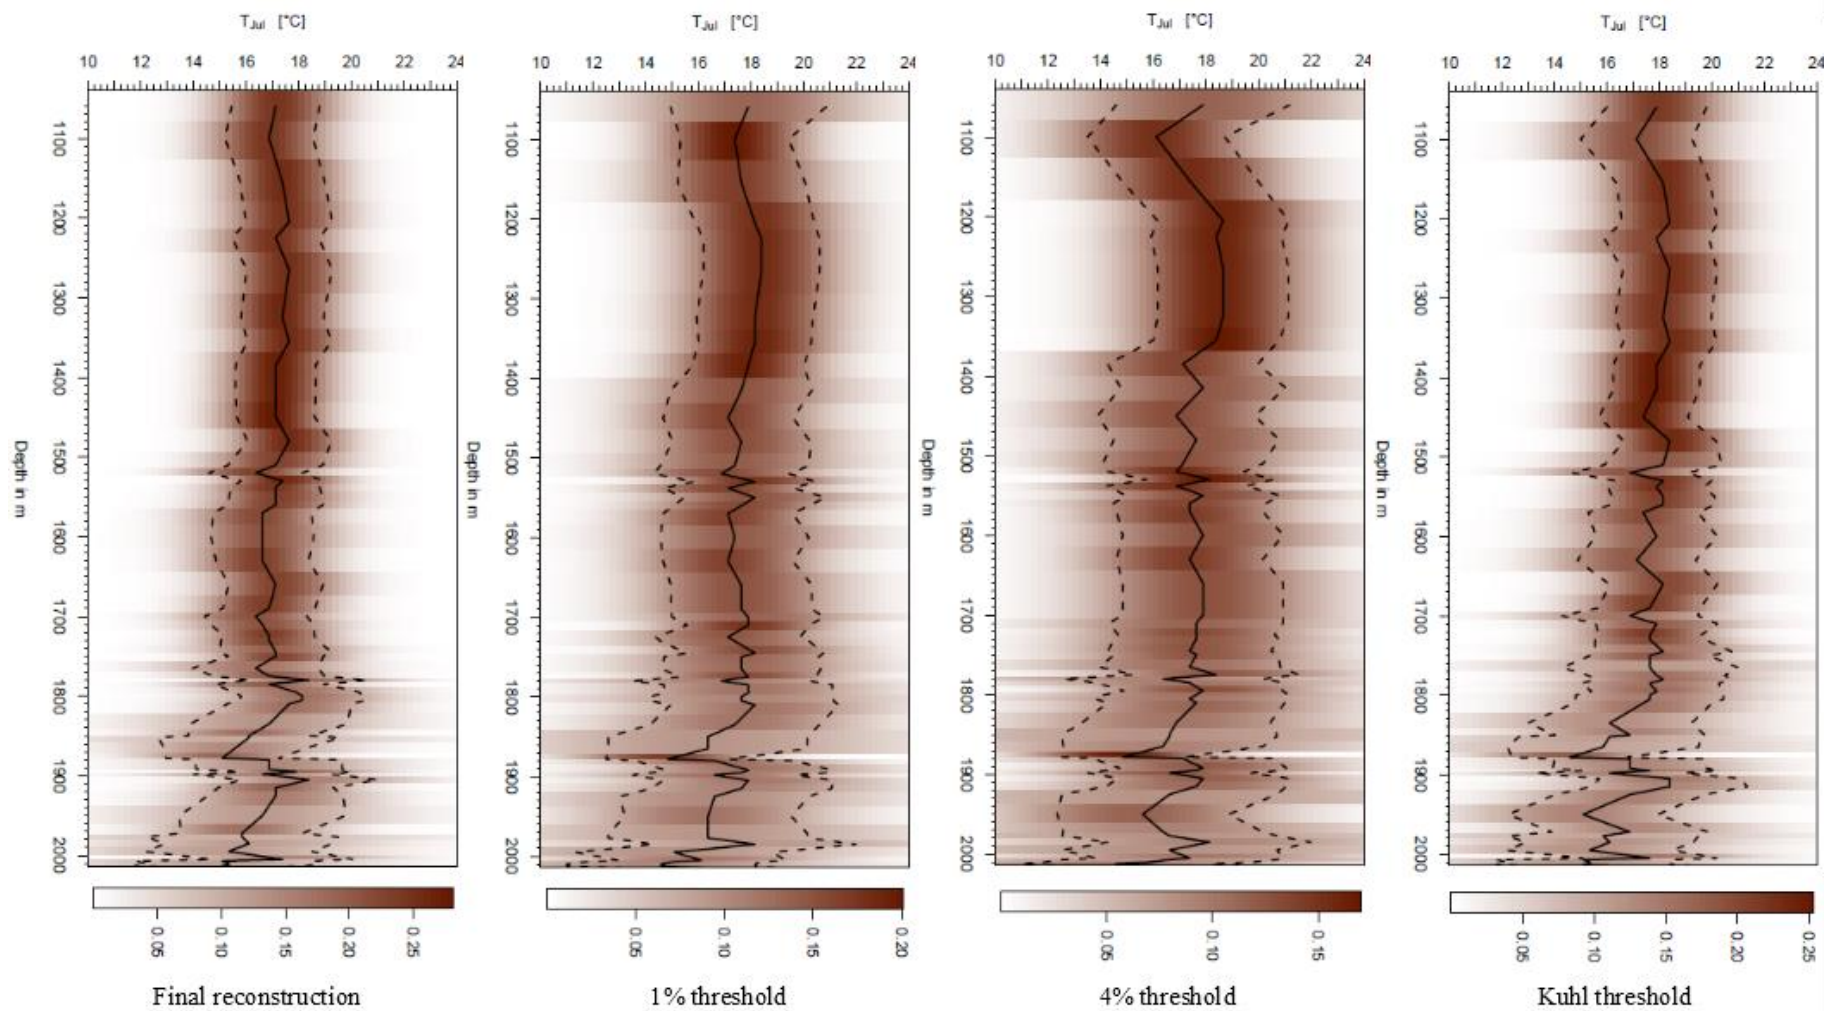 T_Jul [°C]
10 12 14 16 18 20 22 24
1100
1200
1300
1400
1500
1600
1700
1800
1900
2000
Depth in m
0.05 0.10 0.15 0.20 0.25
Final reconstruction
T_Jul [°C]
10 12 14 16 18 20 22 24
1100
1200
1300
1400
1500
1600
1700
1800
1900
2000
Depth in m
0.05 0.10 0.15 0.20
1% threshold
T_Jul [°C]
10 12 14 16 18 20 22 24
1100
1200
1300
1400
1500
1600
1700
1800
1900
2000
Depth in m
0.05 0.10 0.15
4% threshold
T_Jul [°C]
10 12 14 16 18 20 22 24
1100
1200
1300
1400
1500
1600
1700
1800
1900
2000
Depth in m
0.05 0.10 0.15 0.20 0.25
Kuhl threshold